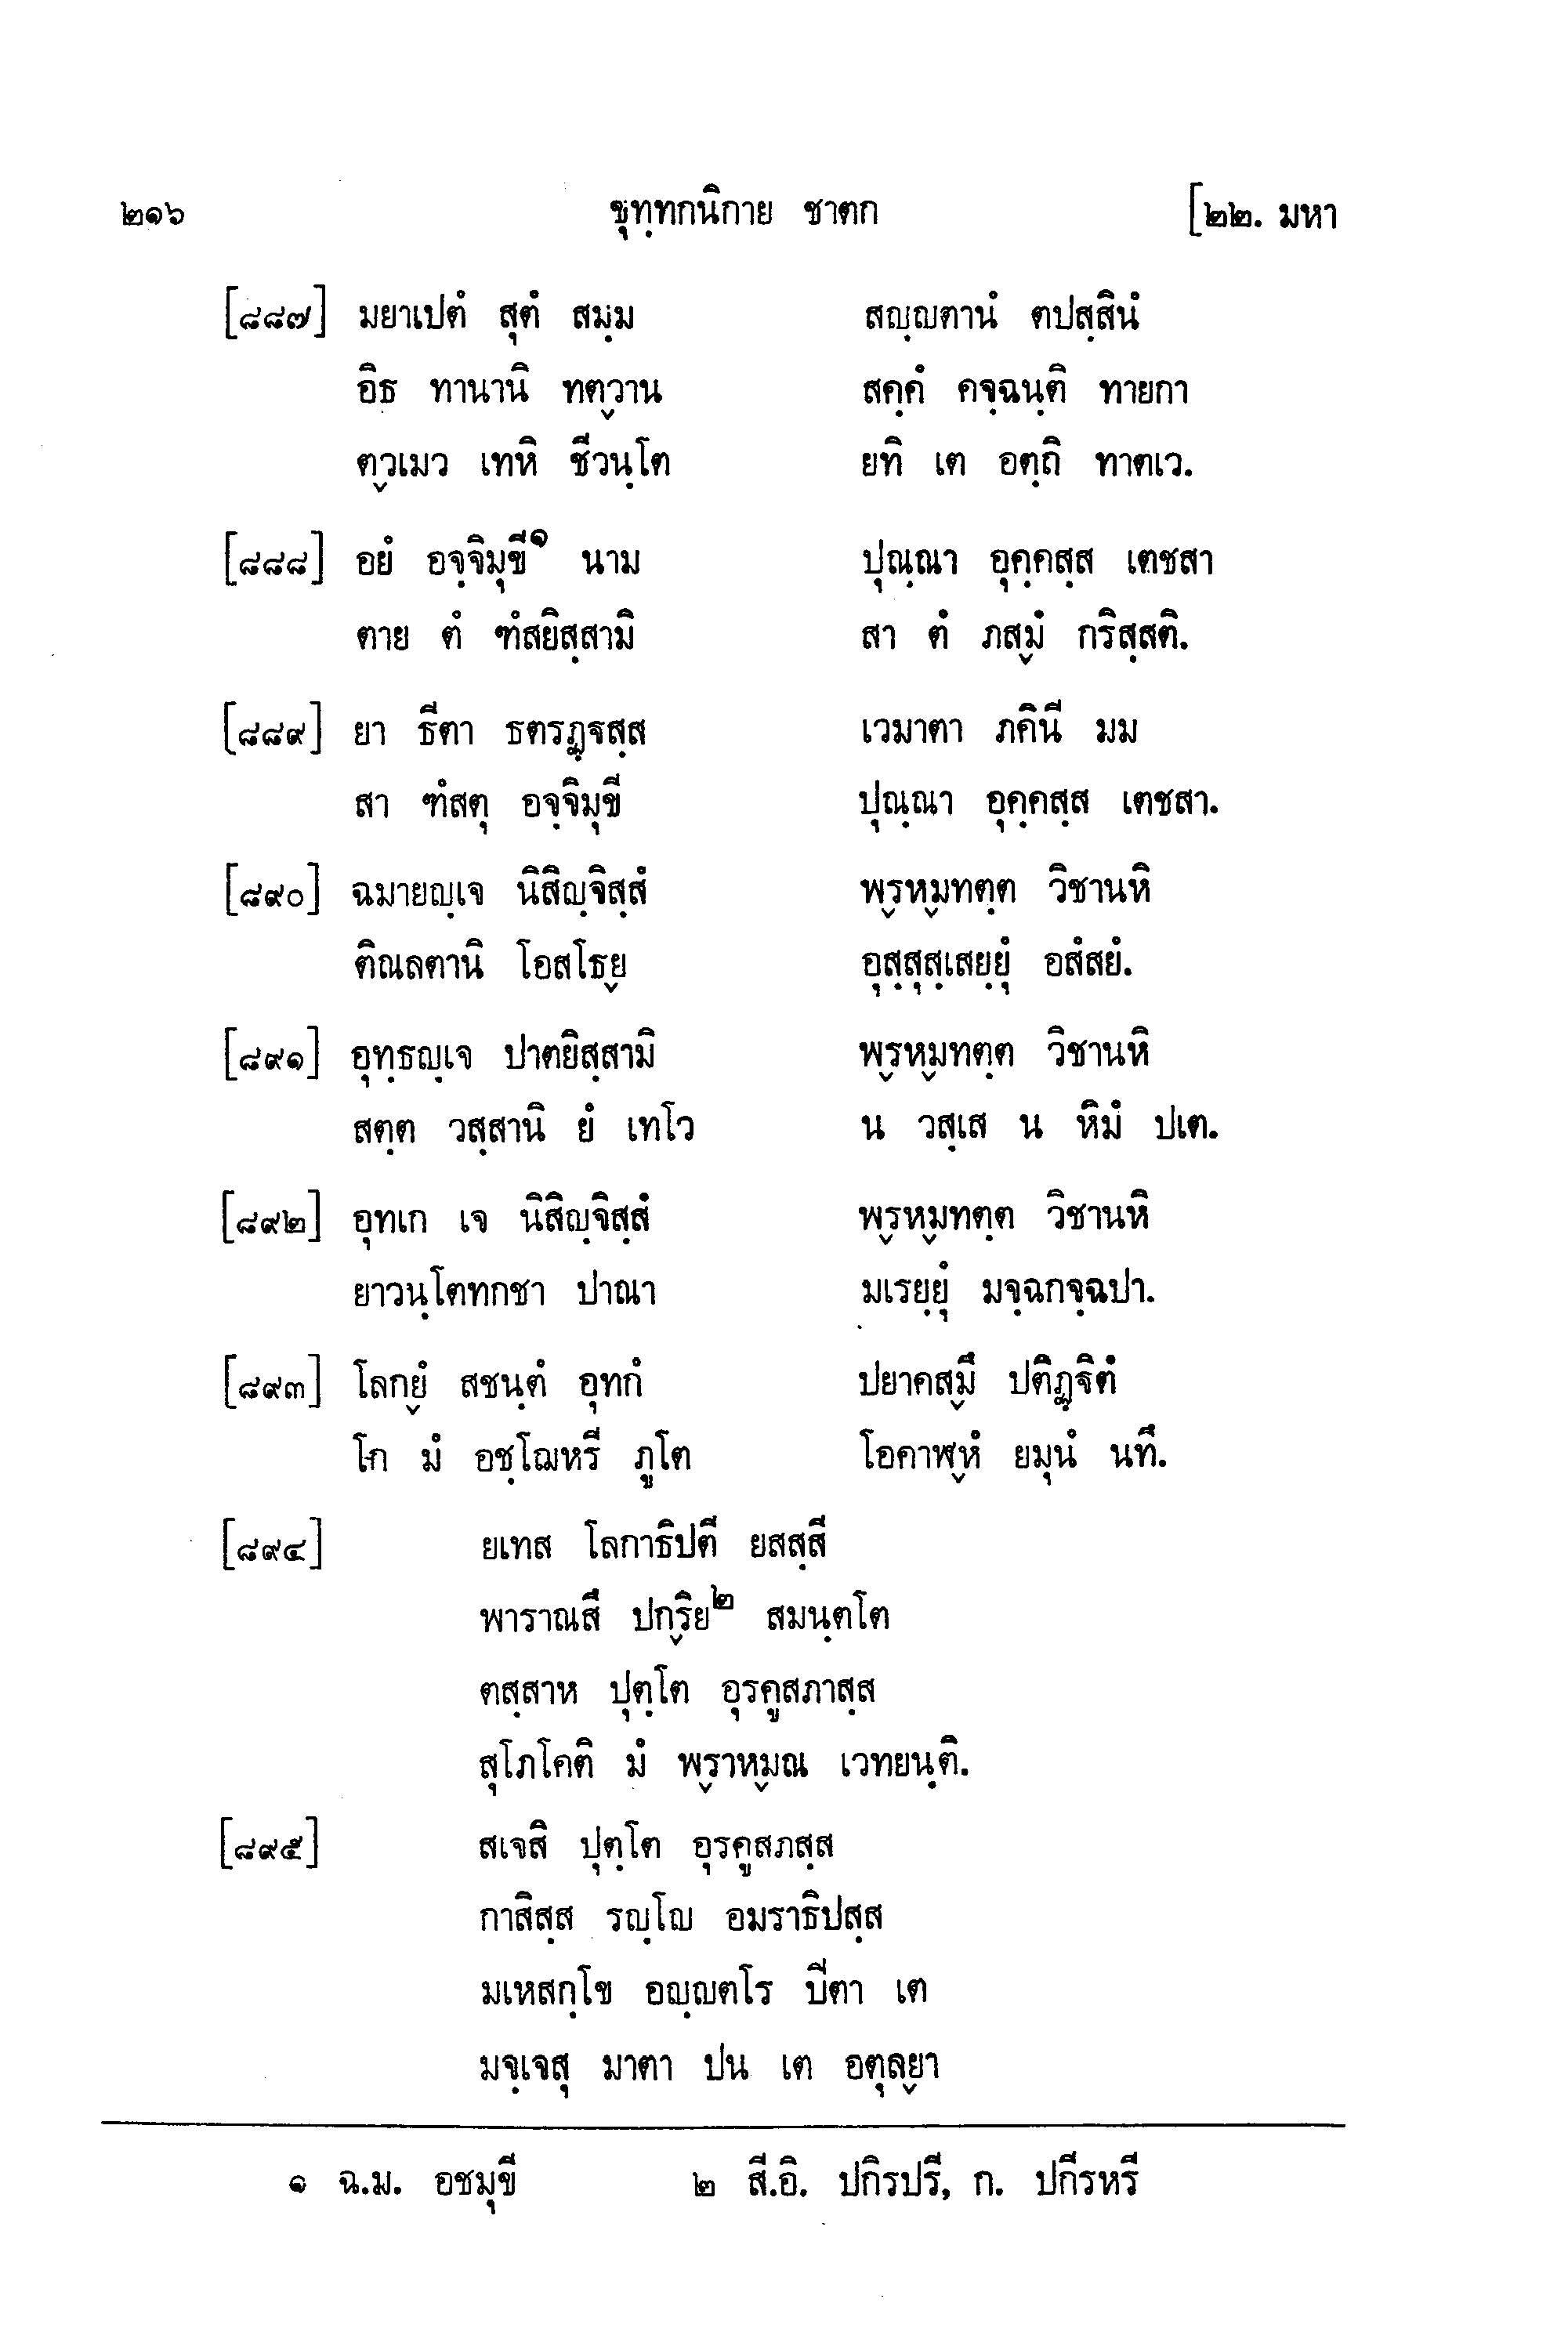 ๒๑๖ ขุทฺทกนิกาย ชาตก [๒๒. มหา
[๘๘๗] มยาเปตํ สุตํ สมฺม สญฺญตานํ ตปสฺสินํ
อิธ ทานานิ ทตฺวาน สคฺคํ คจฺฉนฺติ ทายกา
ตฺวเมว เทหิ ชีวนฺโต ยทิ เต อตฺถิ ทาตเว.
[๘๘๘] อยํ อจฺจิมุขี๑ นาม ปุณฺณา อุคฺคสฺส เตชสา
ตาย ตํ ฑํสยิสฺสามิ สา ตํ ภสฺมํ กริสฺสติ.
[๘๘๙] ยา ธีตา ธตรฏฺฐสฺส เวมาตา ภคินี มม
สา ฑํสตุ อจฺจิมุขี ปุณฺณา อุคฺคสฺส เตชสา.
[๘๙๐] ฉมายญฺเจ นิสิญฺจิสฺสํ พฺรหฺมทตฺต วิชานหิ
ติณลตานิ โอสโธฺย อุสฺสุสฺเสยฺยุํ อสํสยํ.
[๘๙๑] อุทฺธญฺเจ ปาตยิสฺสามิ พฺรหฺมทตฺต วิชานหิ
สตฺต วสฺสานิ ยํ เทโว น วสฺเส น หิมํ ปเต.
[๘๙๒] อุทเก เจ นิสิญฺจิสฺสํ พฺรหฺมทตฺต วิชานหิ
ยาวนฺโตทกชา ปาณา มเรยฺยุํ มจฺฉกจฺฉปา.
[๘๙๓] โลกฺยํ สชนฺตํ อุทกํ ปยาคสฺมึ ปติฏฺฐิตํ
โก มํ อชฺโฌหรี ภูโต โอคาฬฺหํ ยมุนํ นทึ.
[๘๙๔] ยเทส โลกาธิปตี ยสสฺสี
พาราณสึ ปกฺริย๒ สมนฺตโต
ตสฺสาห ปุตฺโต อุรคูสภาสฺส
สุโภโคติ มํ พฺราหฺมณ เวทยนฺติ.
[๘๙๕] สเจสิ ปุตฺโต อุรคูสภสฺส
กาสิสฺส รญฺโญ อมราธิปสฺส
มเหสกฺโข อญฺญตโร ปิตา เต
มจฺเจสุ มาตา ปน เต อตุลฺยา
๑ ฉ.ม. อชมุขี ๒ สี.อิ. ปกิรปรี, ก. ปกีรหรี